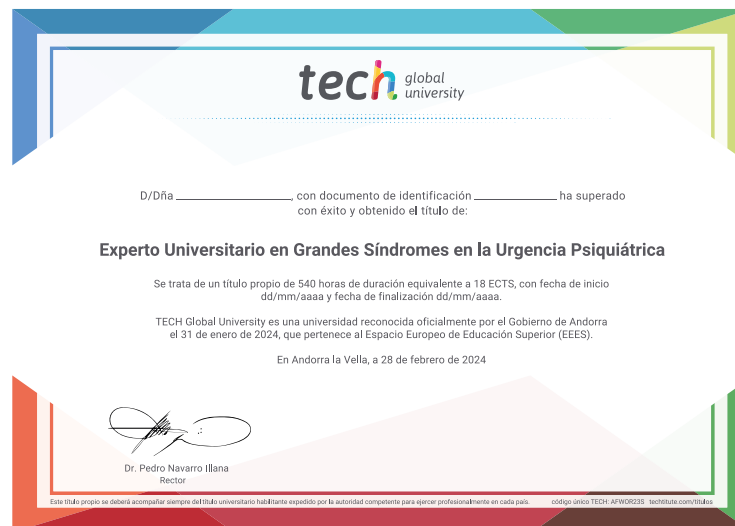 tech global
university
D/Dña ____________, con documento de identificación ____________ ha superado
con éxito y obtenido el título de:
Experto Universitario en Grandes Síndromes en la Urgencia Psiquiátrica
Se trata de un título propio de 540 horas de duración equivalente a 18 ECTS, con fecha de inicio
dd/mm/aaaa y fecha de finalización dd/mm/aaaa.
TECH Global University es una universidad reconocida oficialmente por el Gobierno de Andorra
el 31 de enero de 2024, que pertenece al Espacio Europeo de Educación Superior (EEES).
En Andorra la Vella, a 28 de febrero de 2024
Dr. Pedro Navarro Illana
Rector
Este título propio se deberá acompañar siempre del título universitario habilitante expedido por la autoridad competente para ejercer profesionalmente en cada país. código único TECH: AFWOR23S techtitute.com/titulos